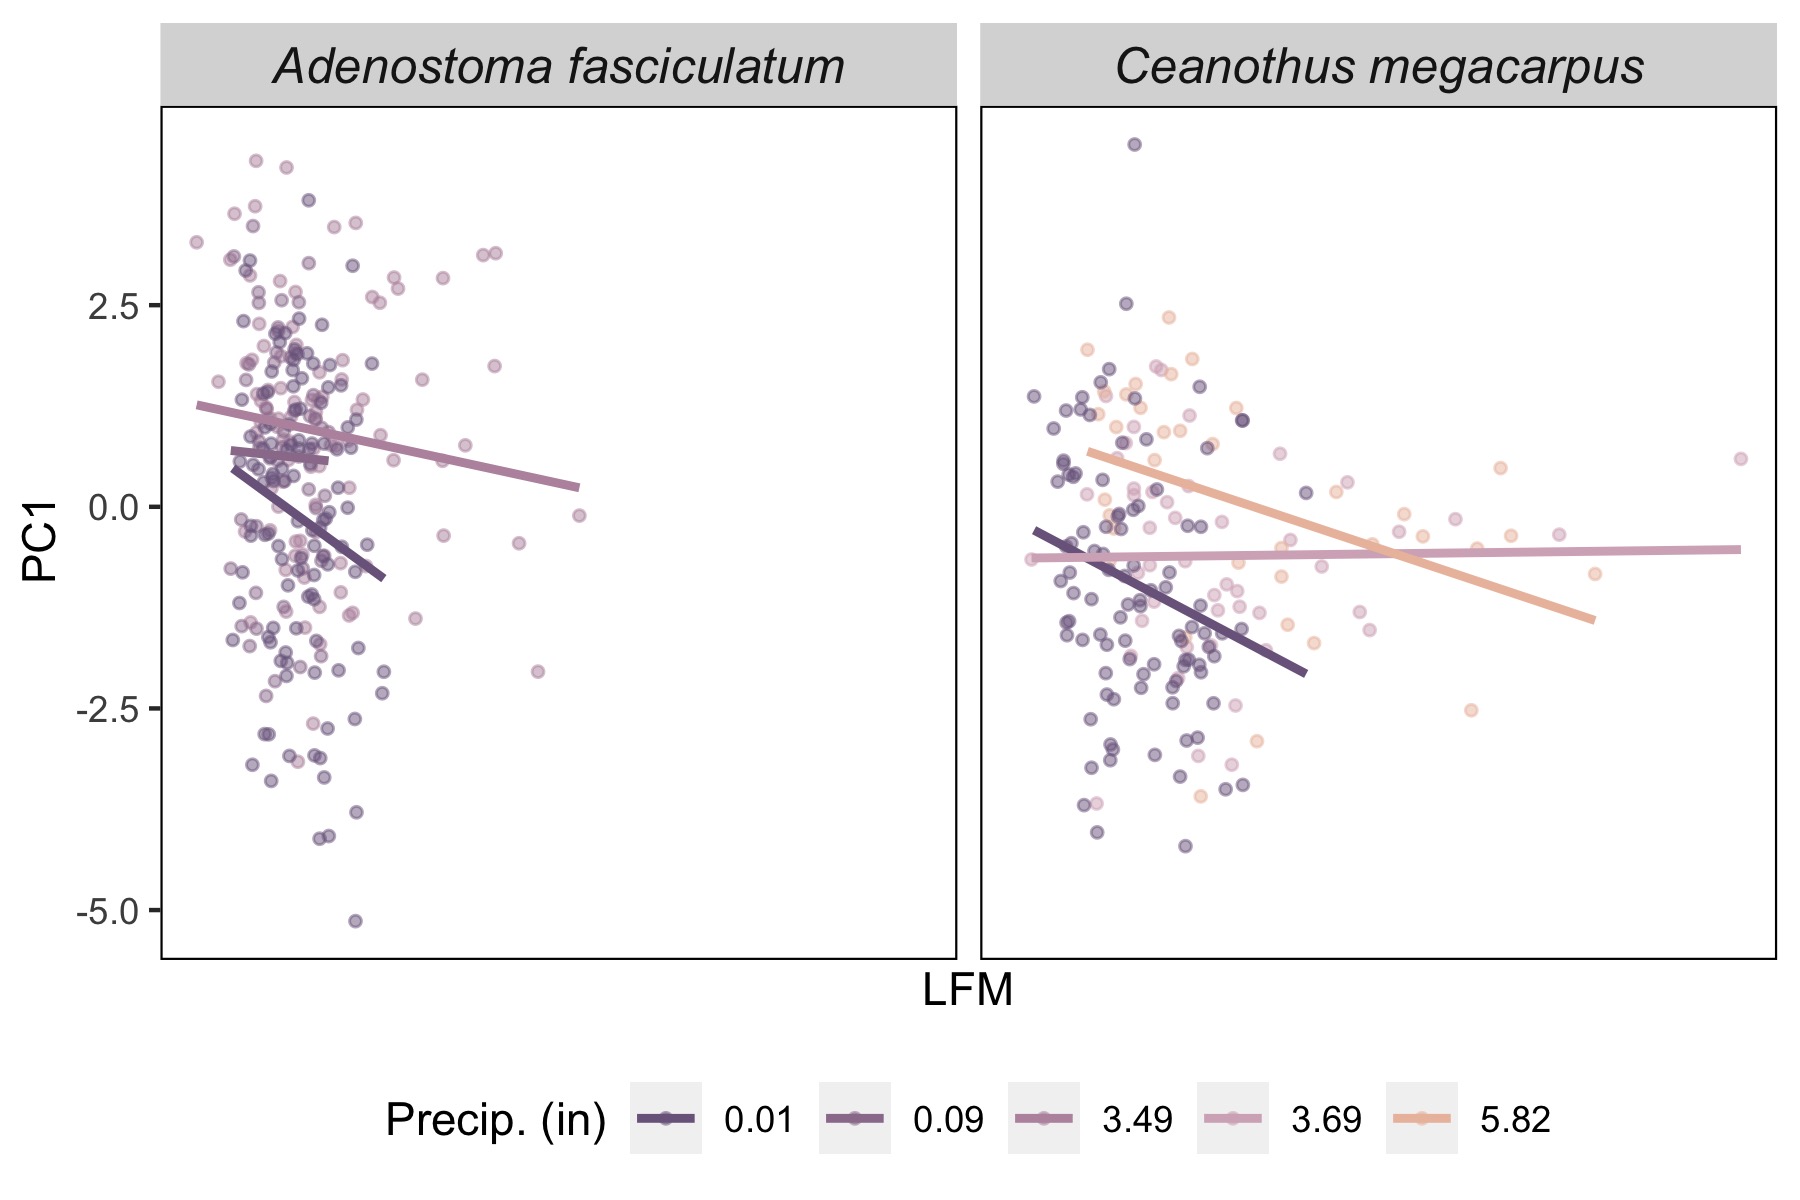 Adenostoma fasciculatum
Ceanothus megacarpus
PC1
2.5
0.0
-2.5
-5.0
LFM
Precip. (in) 0.01 0.09 3.49 3.69 5.82